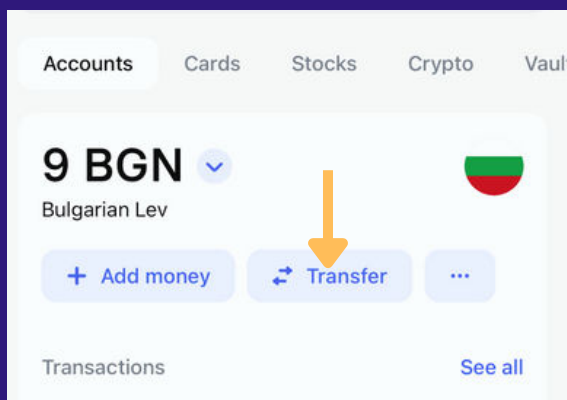 Accounts Cards Stocks Crypto
9 BGN
Bulgarian Lev
+ Add money Transfer ...
Transactions See all